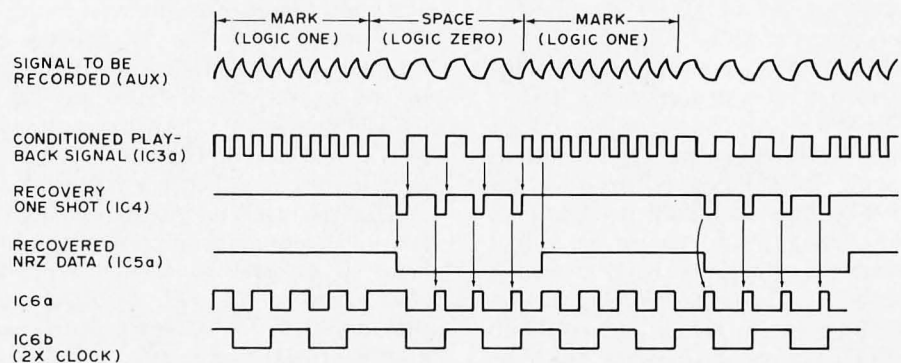 MARK
(LOGIC ONE)
SPACE
(LOGIC ZERO)
MARK
(LOGIC ONE)
SIGNAL TO BE
RECORDED (AUX)
CONDITIONED PLAY-
BACK SIGNAL (IC3a)
RECOVERY
ONE SHOT (IC4)
RECOVERED
NRZ DATA (IC5a)
IC6a
IC6b
(2X CLOCK)